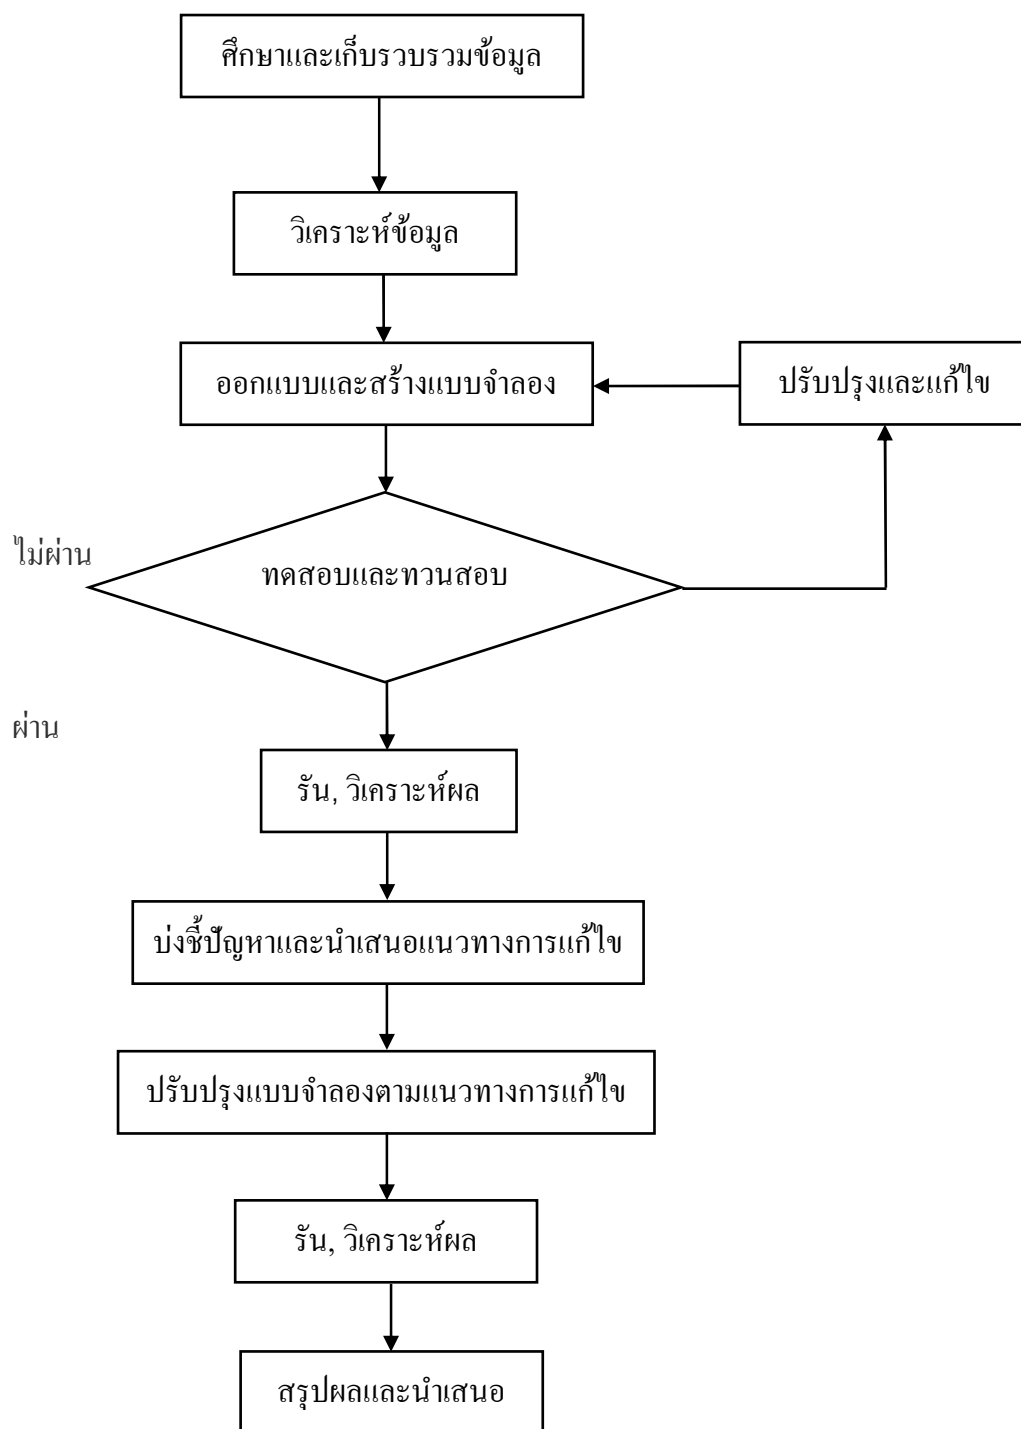 ศึกษาและเก็บรวบรวมข้อมูล
วิเคราะห์ข้อมูล
ออกแบบและสร้างแบบจำลอง
ปรับปรุงและแก้ไข
ไม่ผ่าน
ทดสอบและทวนสอบ
ผ่าน
รัน, วิเคราะห์ผล
บ่งชี้ปัญหาและนำเสนอแนวทางการแก้ไข
ปรับปรุงแบบจำลองตามแนวทางการแก้ไข
รัน, วิเคราะห์ผล
สรุปผลและนำเสนอ